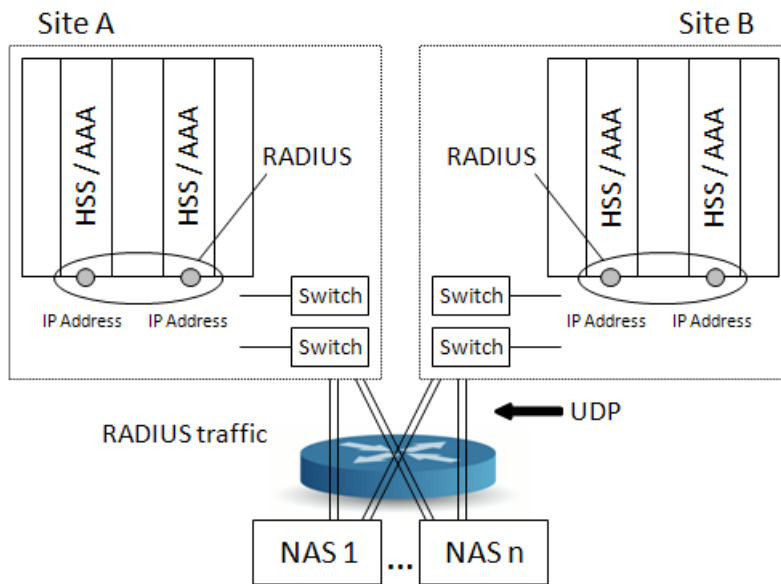 Site A
Site B
HSS / AAA
HSS / AAA
RADIUS
RADIUS
HSS / AAA
HSS / AAA
IP Address
IP Address
Switch
Switch
IP Address
IP Address
Switch
Switch
RADIUS traffic
UDP
NAS 1
...
NAS n